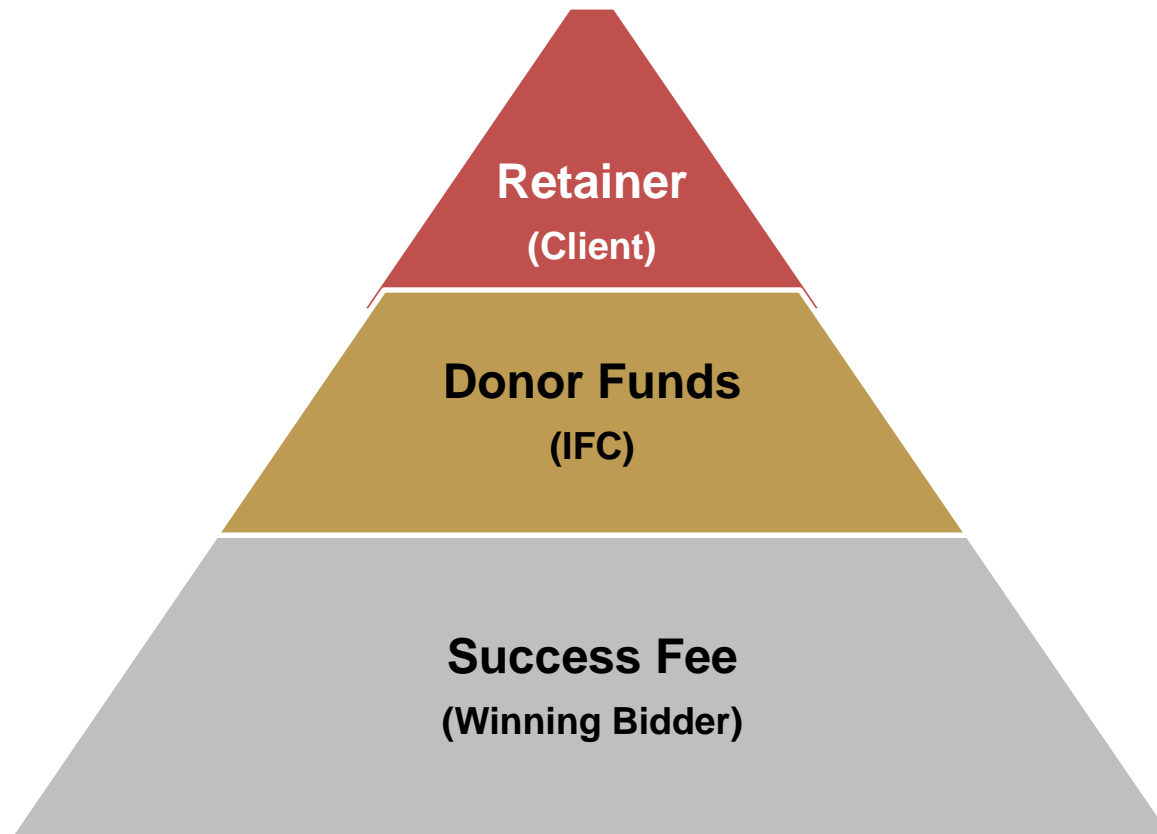 Retainer
(Client)
Donor Funds
(IFC)
Success Fee
(Winning Bidder)